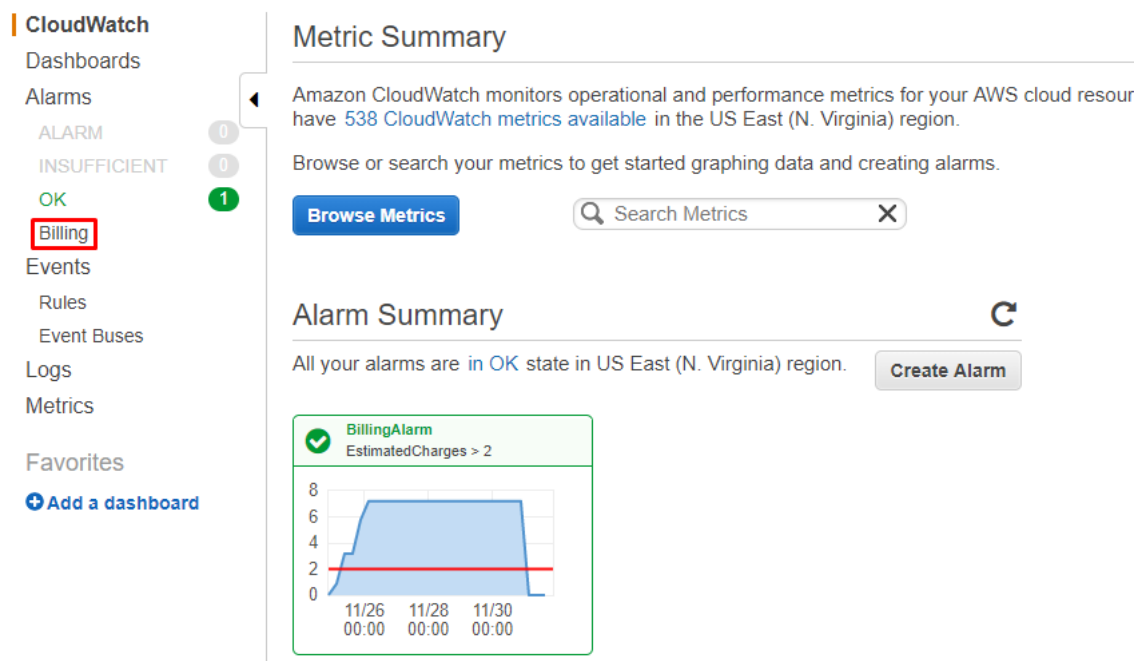 CloudWatch
Dashboards
Alarms
ALARM 0
INSUFFICIENT 0
OK 1
Billing
Events
Rules
Event Buses
Logs
Metrics
Favorites
Add a dashboard
Metric Summary
Amazon CloudWatch monitors operational and performance metrics for your AWS cloud resour
have 538 CloudWatch metrics available in the US East (N. Virginia) region.
Browse or search your metrics to get started graphing data and creating alarms.
Browse Metrics
Search Metrics
Alarm Summary
All your alarms are in OK state in US East (N. Virginia) region.
Create Alarm
BillingAlarm
EstimatedCharges > 2
8
6
4
2
0
11/26 11/28 11/30
00:00 00:00 00:00